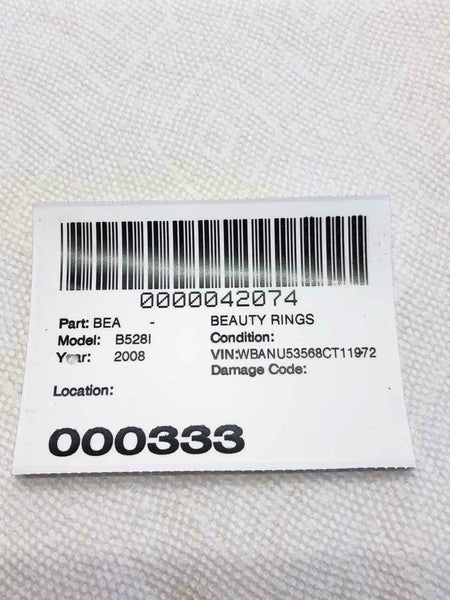 0000042074
Part: BEA - BEAUTY RINGS
Model: B528I Condition:
Year: 2008 VIN:WBANU53568CT11972
Damage Code:
Location:
000333